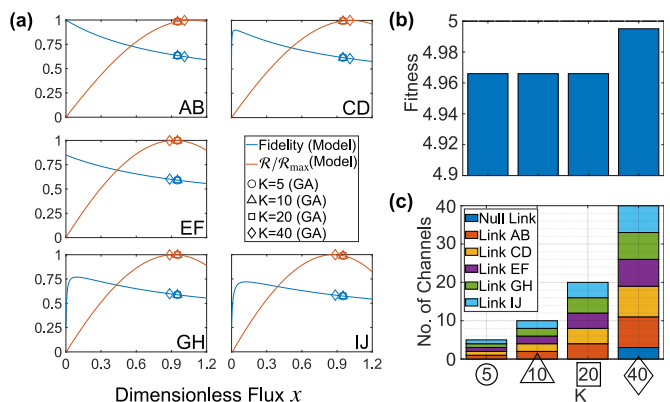 (a)
1
0.75
0.5
0.25
0
AB
CD
1
0.75
0.5
0.25
0
EF
Fidelity (Model)
R/Rmax (Model)
K=5 (GA)
K=10 (GA)
K=20 (GA)
K=40 (GA)
1
0.75
0.5
0.25
0
GH
IJ
0 0.3 0.6 0.9 1.2 0 0.3 0.6 0.9 1.2
Dimensionless Flux x
(b)
5
4.98
4.96
4.94
4.92
4.9
Fitness
(c)
40
30
20
10
0
No. of Channels
Null Link
Link AB
Link CD
Link EF
Link GH
Link IJ
5 10 20 40
K